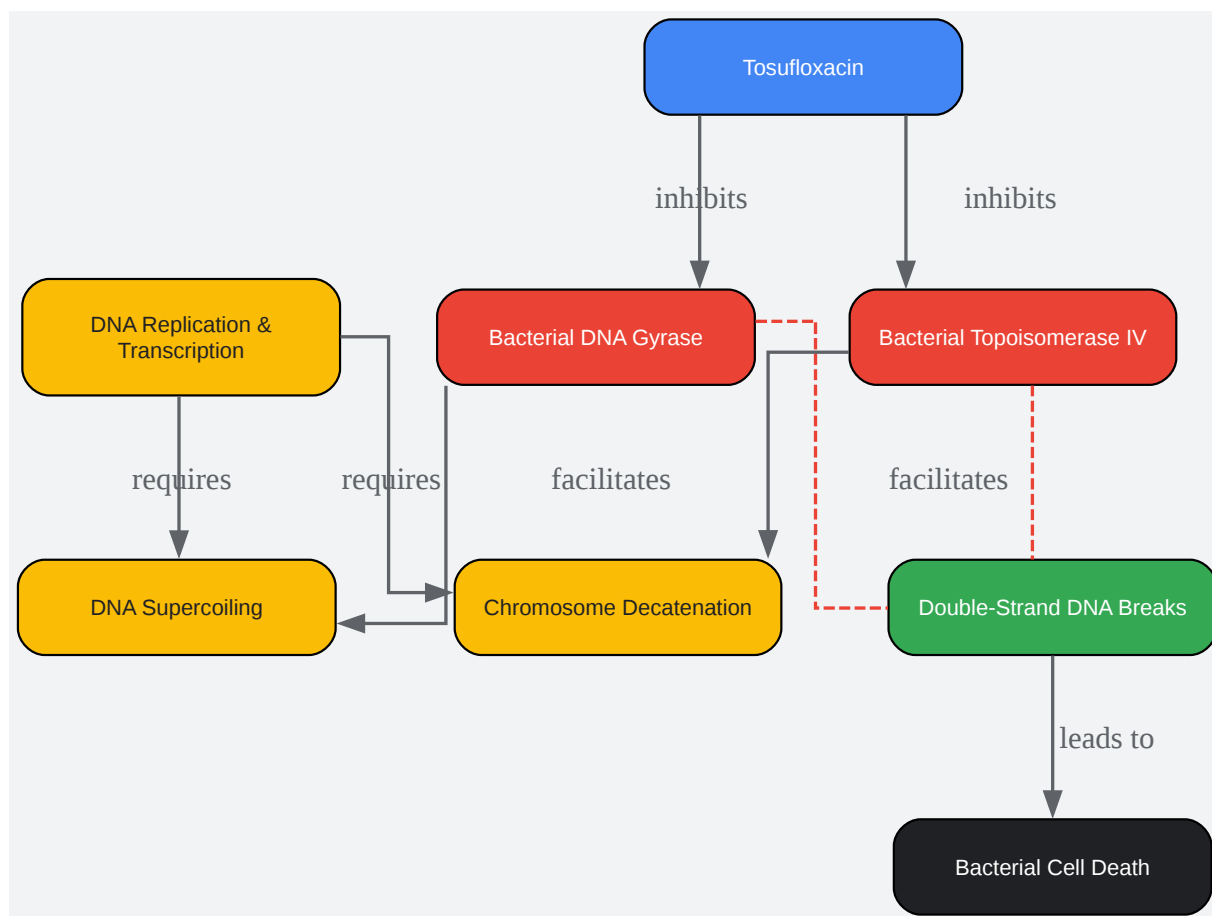 Tosufloxacin
inhibits
inhibits
DNA Replication &
Transcription
Bacterial DNA Gyrase
Bacterial Topoisomerase IV
requires
requires
facilitates
facilitates
DNA Supercoiling
Chromosome Decatenation
Double-Strand DNA Breaks
leads to
Bacterial Cell Death